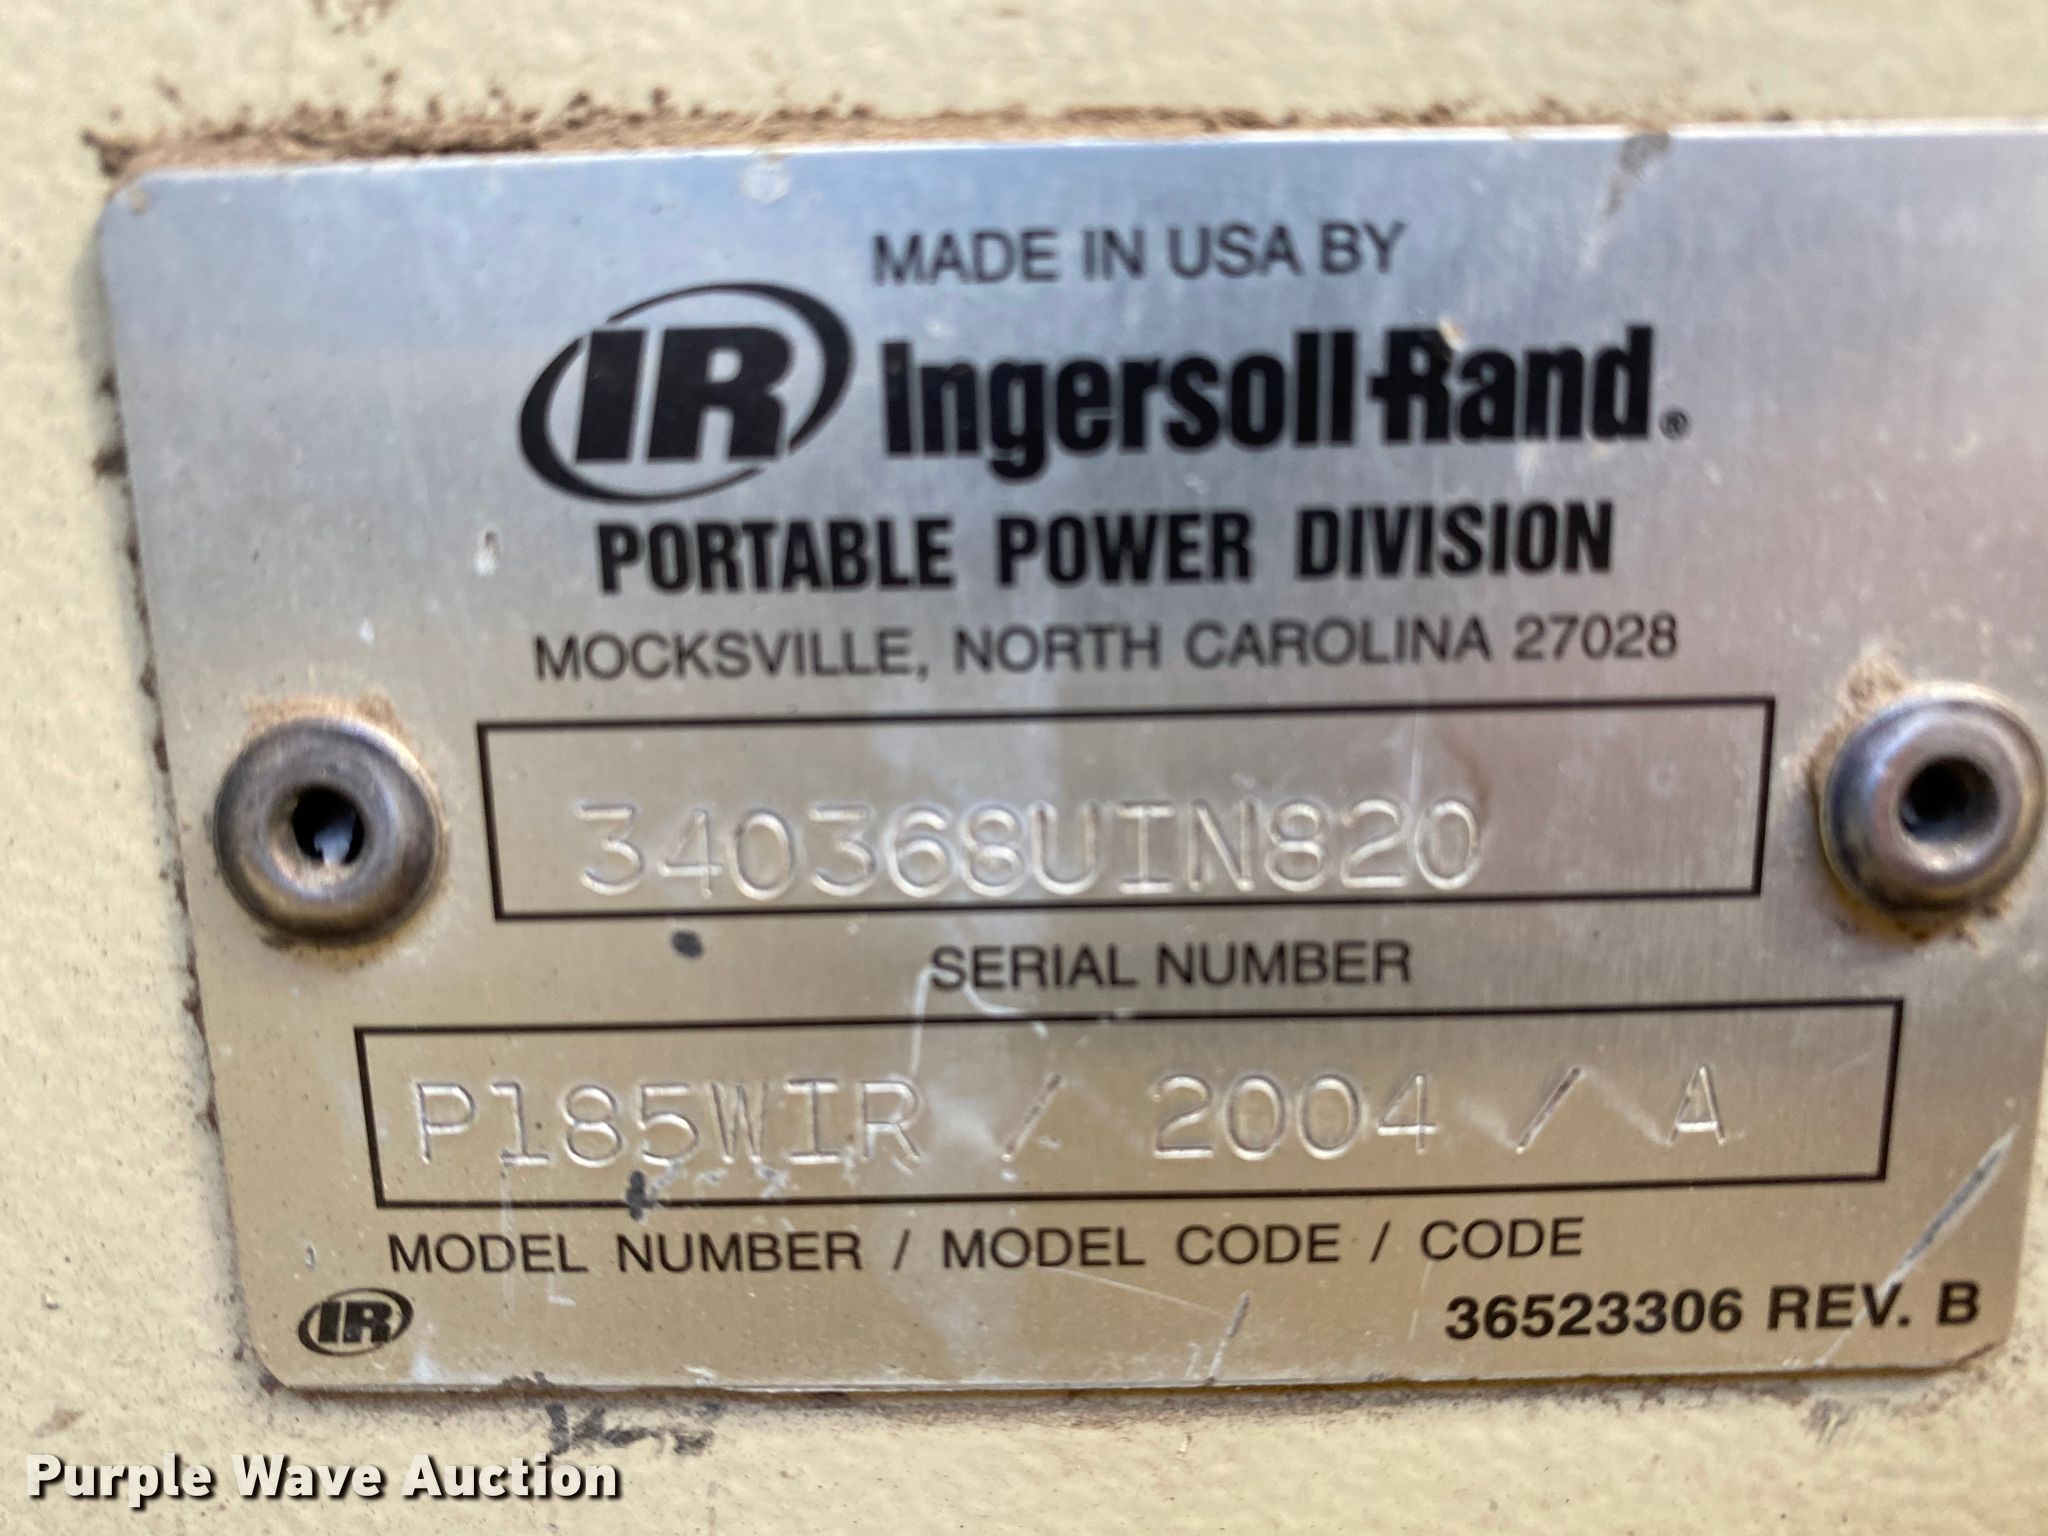 MADE IN USA BY
IR Ingersoll-Rand®
PORTABLE POWER DIVISION
MOCKSVILLE, NORTH CAROLINA 27028
340368UIN820
SERIAL NUMBER
P185WIR / 2004 / A
MODEL NUMBER / MODEL CODE / CODE
IR
36523306 REV. B
Purple Wave Auction